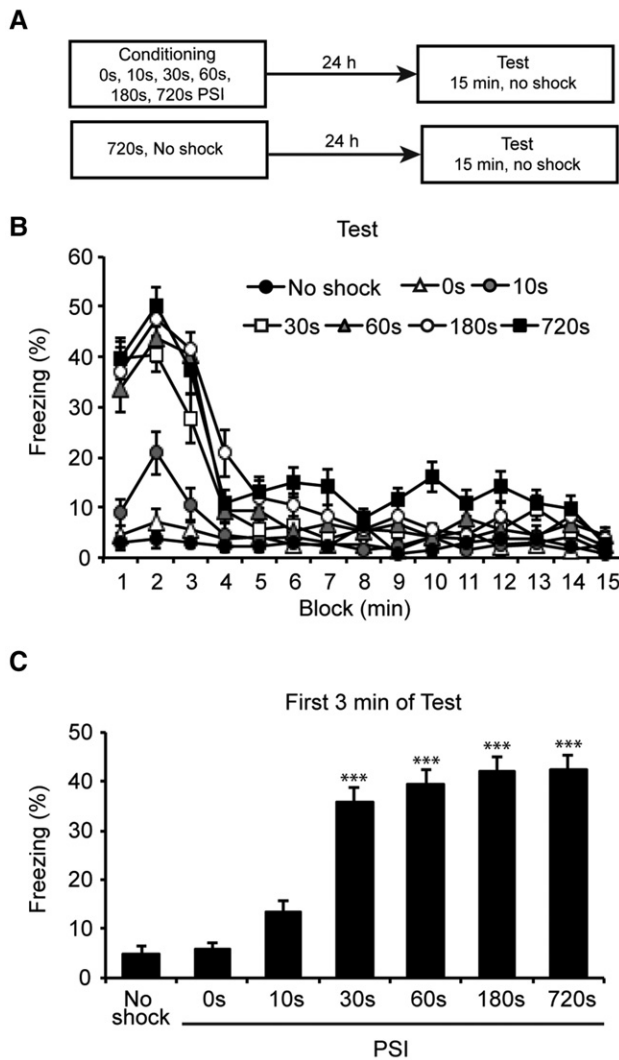 A
Conditioning
0s, 10s, 30s, 60s,
180s, 720s PSI
24 h
Test
15 min, no shock
720s, No shock
24 h
Test
15 min, no shock
B
Test
60
50
40
30
20
10
0
Freezing (%)
No shock 0s 10s
30s 60s 180s 720s
1 2 3 4 5 6 7 8 9 10 11 12 13 14 15
Block (min)
C
First 3 min of Test
50
40
30
20
10
0
Freezing (%)
*** *** *** ***
No shock 0s 10s 30s 60s 180s 720s
PSI